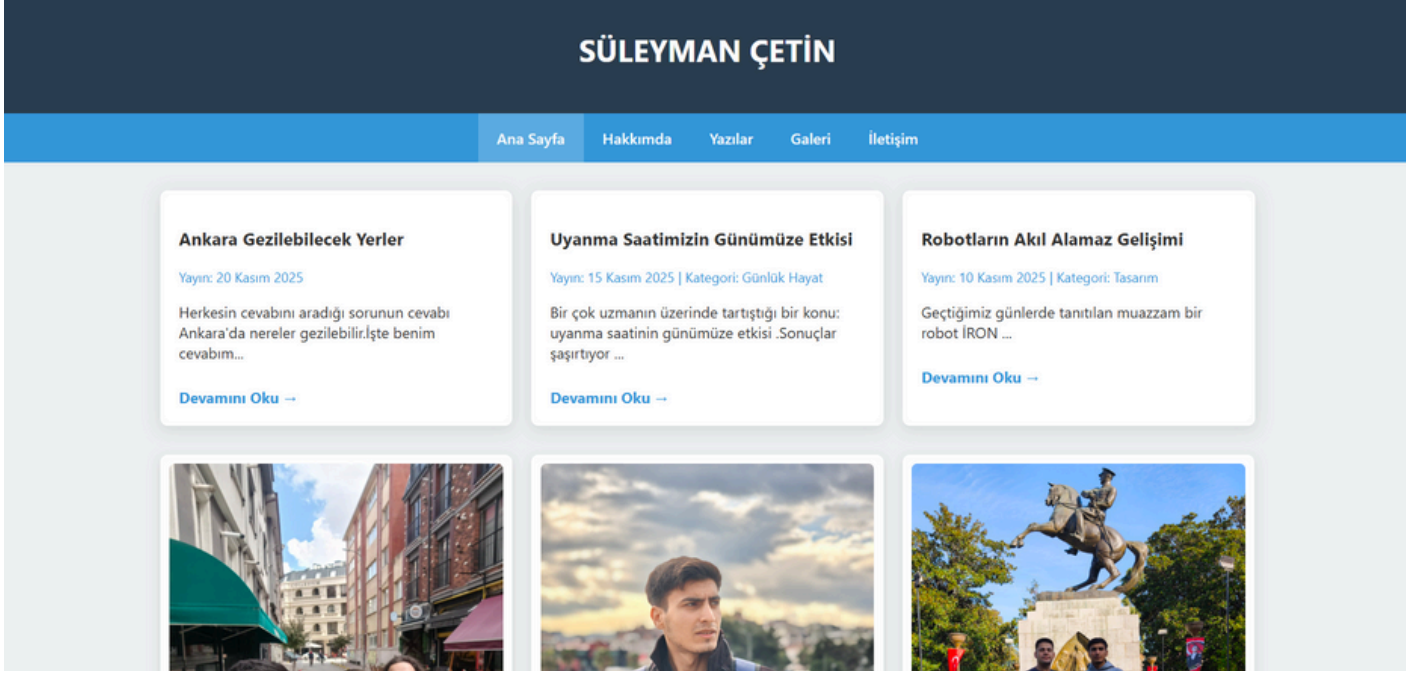 SÜLEYMAN ÇETİN
Ana Sayfa Hakkımda Yazılar Galeri İletişim
Ankara Gezilebilecek Yerler
Yayın: 20 Kasım 2025
Herkesin cevabını aradığı sorunun cevabı
Ankara'da nereler gezilebilir.İşte benim
cevabım...
Devamını Oku →
Uyanma Saatimizin Günümüze Etkisi
Yayın: 15 Kasım 2025 | Kategori: Günlük Hayat
Bir çok uzmanın üzerinde tartıştığı bir konu:
uyanma saatinin günümüze etkisi .Sonuçlar
şaşırtıyor ...
Devamını Oku →
Robotların Akıl Alamaz Gelişimi
Yayın: 10 Kasım 2025 | Kategori: Tasarım
Geçtiğimiz günlerde tanıtılan muazzam bir
robot İRON ...
Devamını Oku →